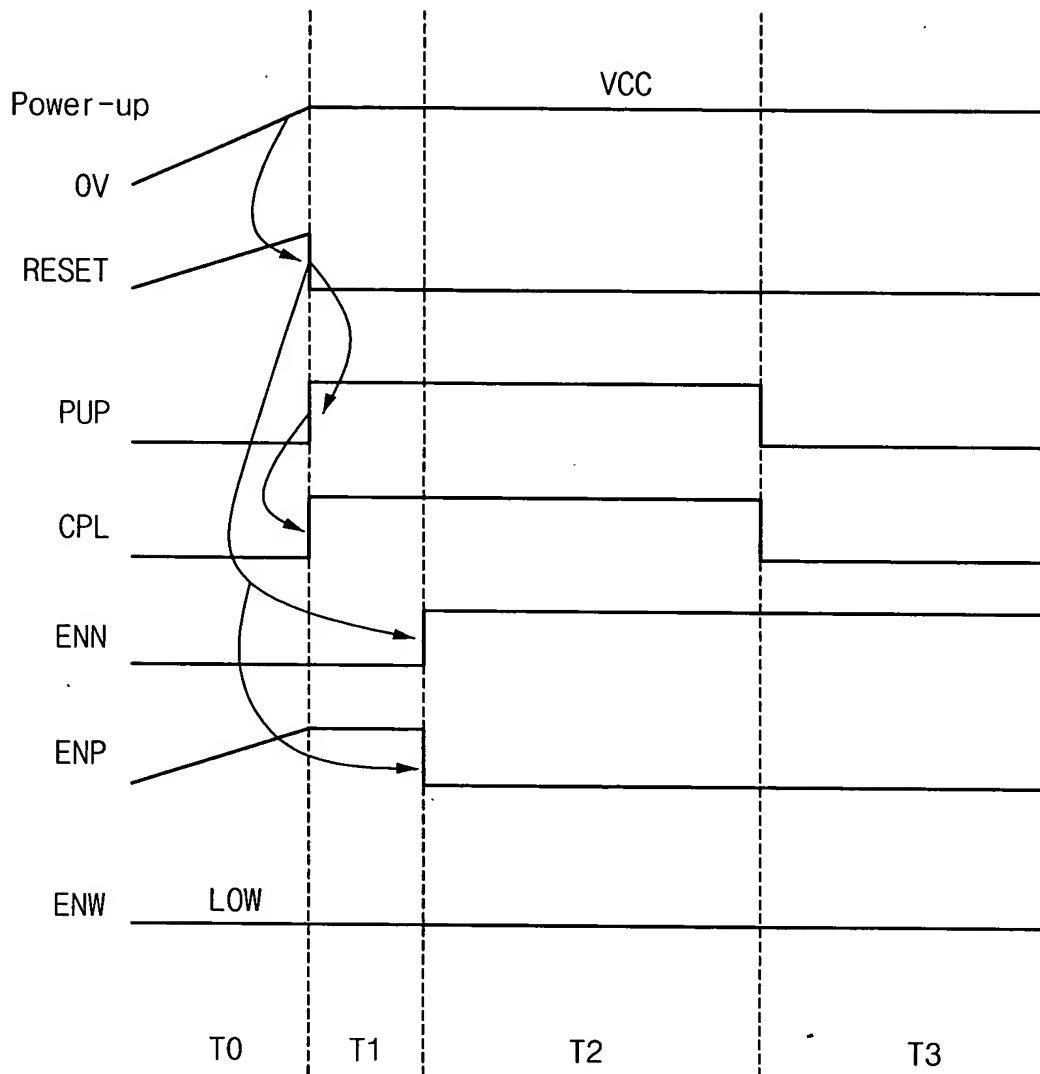 VCC
Power-up
0V
RESET
PUP
CPL
ENN
ENP
LOW
ENW
T0 T1 T2 T3